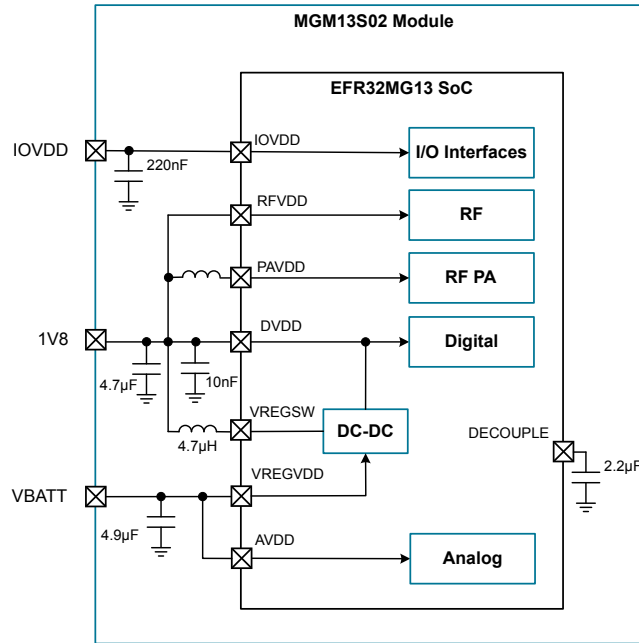 MGM13S02 Module
EFR32MG13 SoC
IOVDD
220nF
IOVDD
I/O Interfaces
RFVDD
RF
PAVDD
RF PA
1V8
4.7µF
10nF
DVDD
Digital
4.7µH
VREGSW
DC-DC
DECOUPLE
2.2µF
VBATT
4.9µF
VREGVDD
AVDD
Analog